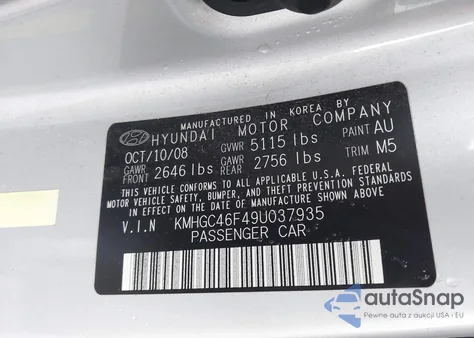 MANUFACTURED IN KOREA BY
HYUNDAI MOTOR COMPANY
OCT/10/08 GVWR 5115 lbs PAINT AU
GAWR FRONT 2646 lbs GAWR REAR 2756 lbs TRIM M5
THIS VEHICLE CONFORMS TO ALL APPLICABLE U.S.A. FEDERAL
MOTOR VEHICLE SAFETY, BUMPER, AND THEFT PREVENTION STANDARDS
IN EFFECT ON THE DATE OF MANUFACTURE SHOWN ABOVE.
V.I.N KMHGC46F49U037935
PASSENGER CAR
autoSnap
Pewne auta z aukcji USA i EU